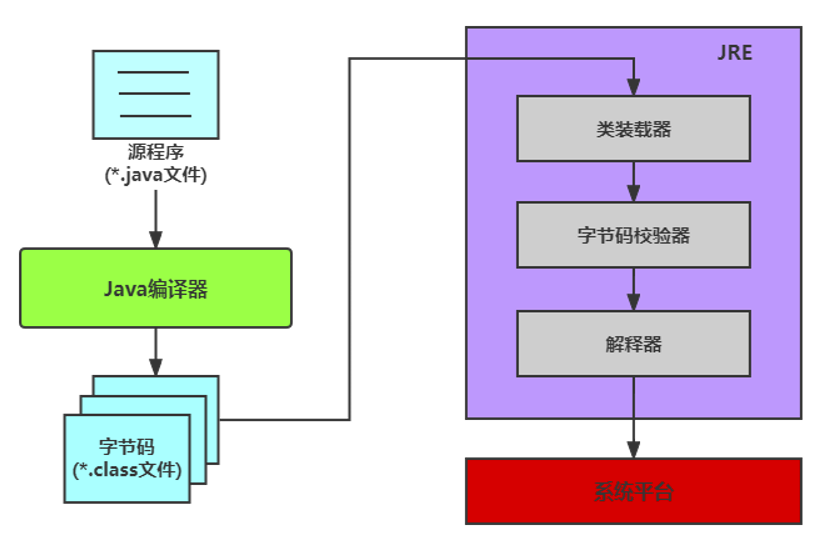 源程序
(*.java文件)
Java编译器
字节码
(*.class文件)
JRE
类装载器
字节码校验器
解释器
系统平台